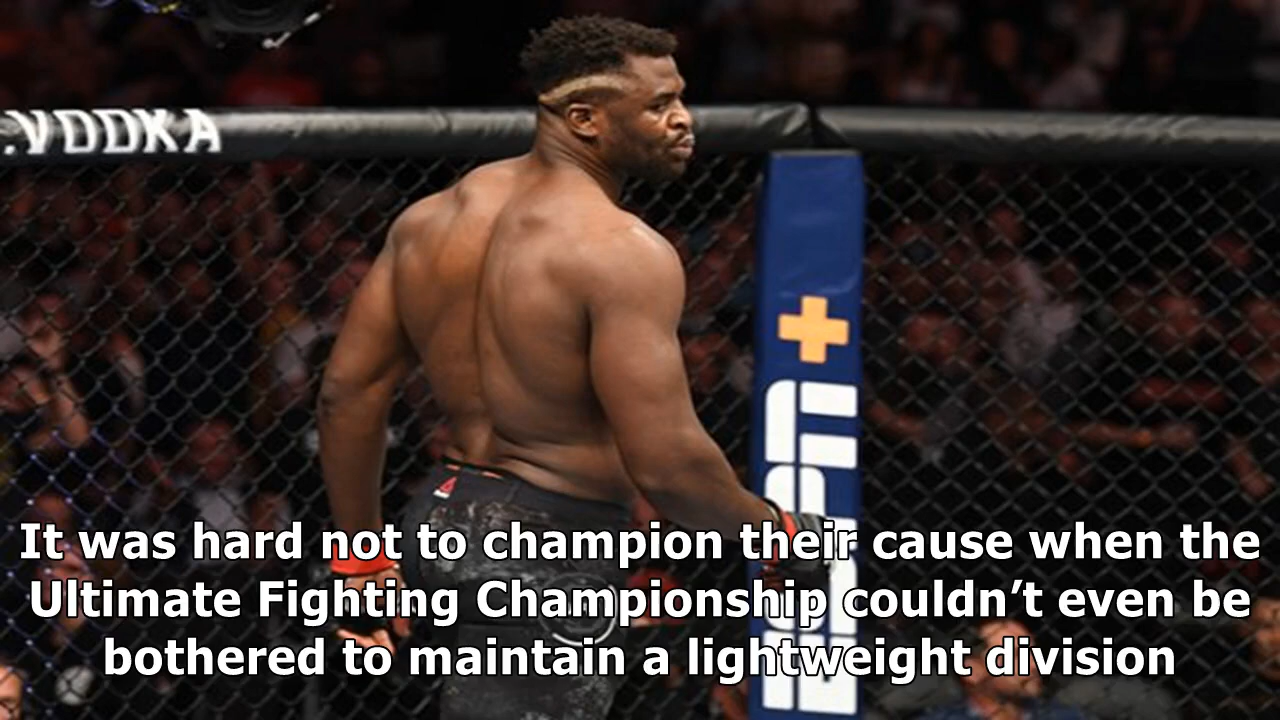 .VODKA
ESPN+
It was hard not to champion their cause when the
Ultimate Fighting Championship couldn’t even be
bothered to maintain a lightweight division